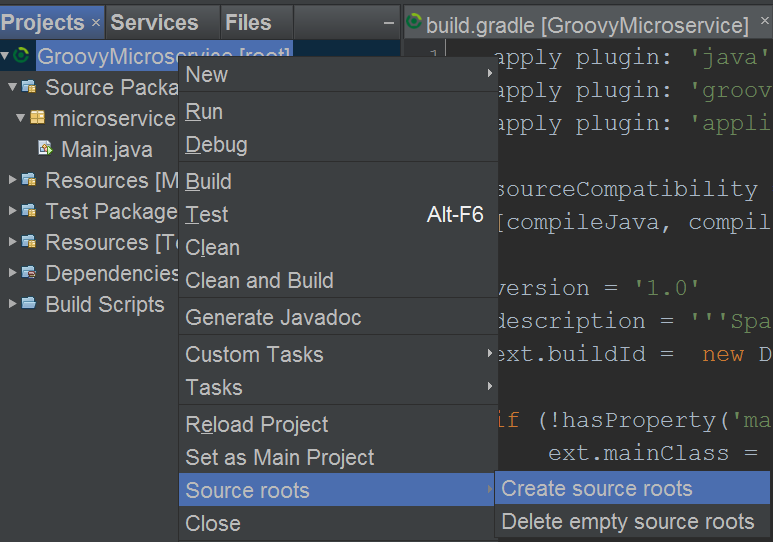 Projects × Services Files –
GroovyMicroservice [root]
Source Packa
microservice
Main.java
Resources [M
Test Package
Resources [Te
Dependencies
Build Scripts
New
Run
Debug
Build
Test Alt-F6
Clean
Clean and Build
Generate Javadoc
Custom Tasks
Tasks
Reload Project
Set as Main Project
Source roots
Close
Create source roots
Delete empty source roots
build.gradle [GroovyMicroservice] ×
1 apply plugin: 'java'
apply plugin: 'groov
apply plugin: 'appli
sourceCompatibility
[compileJava, compil
version = '1.0'
description = '''Spa
ext.buildId = new D
if (!hasProperty('ma
ext.mainClass =